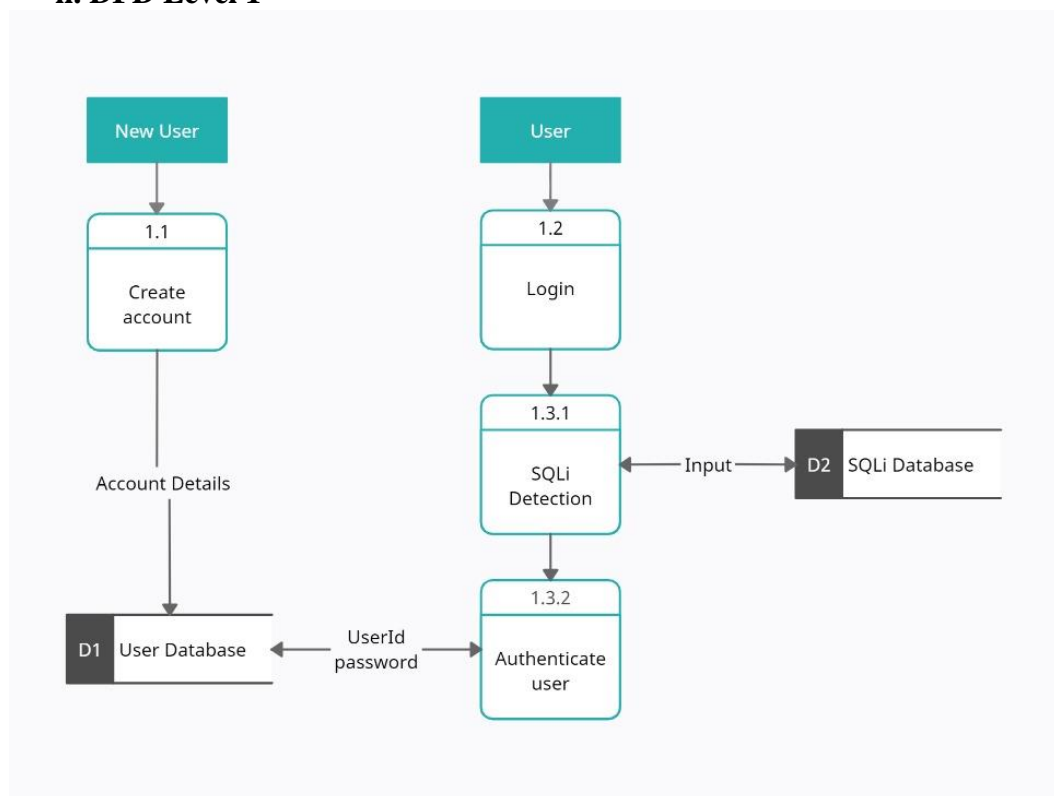 New User
User
1.1
Create
account
1.2
Login
1.3.1
SQLi
Detection
Input
D2 SQLi Database
Account Details
1.3.2
Authenticate
user
UserId
password
D1 User Database